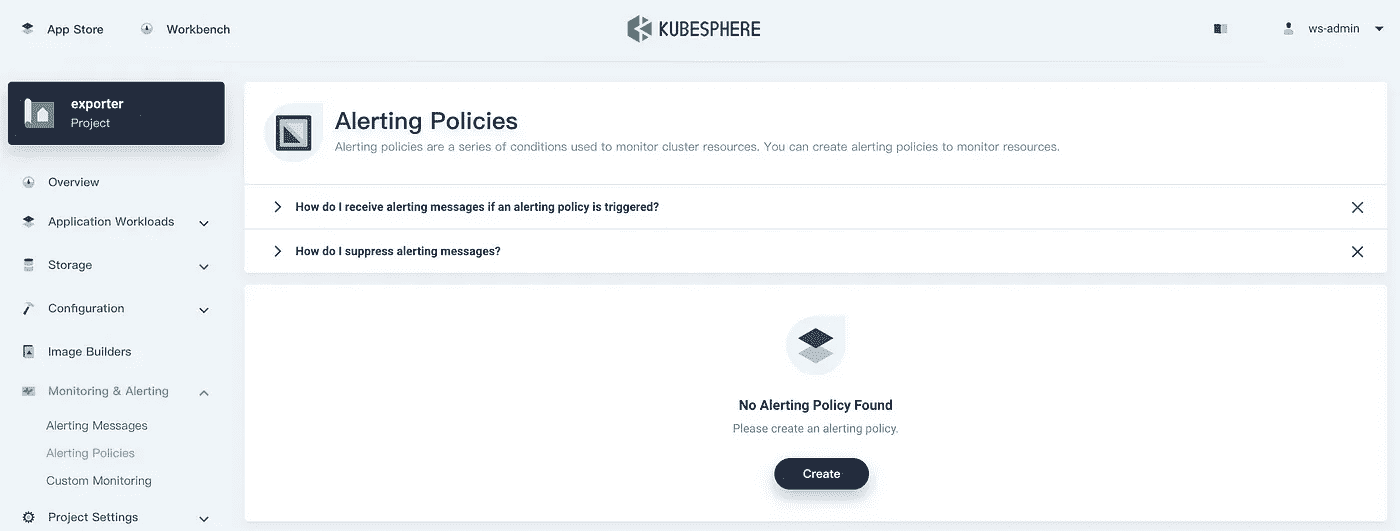 App Store
Workbench
KUBESPHERE
ws-admin
exporter
Project
Overview
Application Workloads
Storage
Configuration
Image Builders
Monitoring & Alerting
Alerting Messages
Alerting Policies
Custom Monitoring
Project Settings
Alerting Policies
Alerting policies are a series of conditions used to monitor cluster resources. You can create alerting policies to monitor resources.
How do I receive alerting messages if an alerting policy is triggered?
How do I suppress alerting messages?
No Alerting Policy Found
Please create an alerting policy.
Create